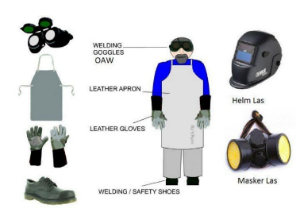 WELDING
GOGGLES
OAW
LEATHER APRON
LEATHER GLOVES
WELDING / SAFETY SHOES
Helm Las
Masker Las